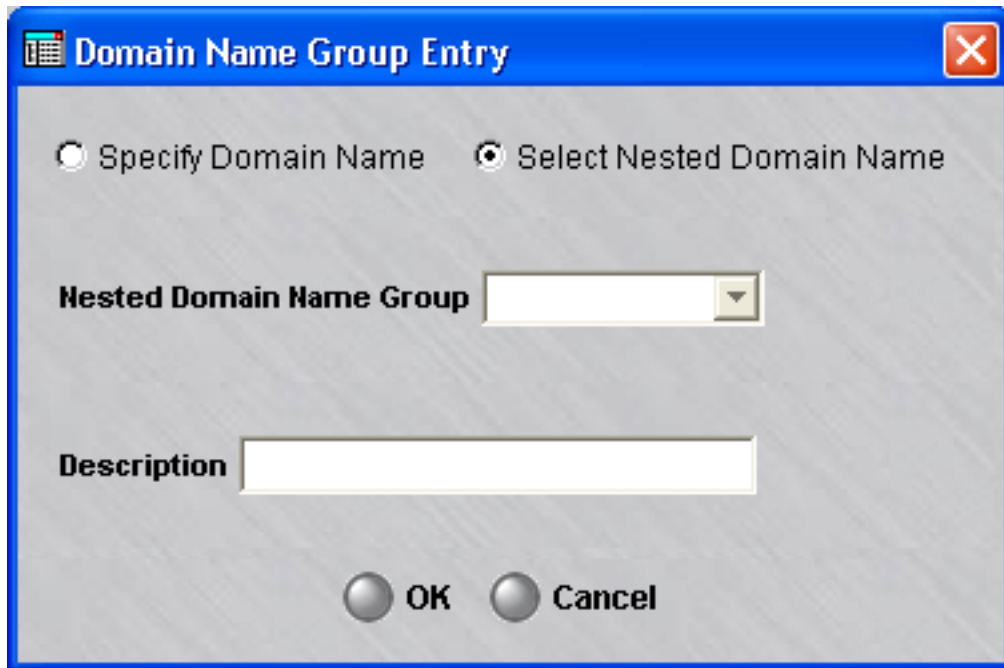 Domain Name Group Entry
Specify Domain Name Select Nested Domain Name
Nested Domain Name Group
Description
OK Cancel